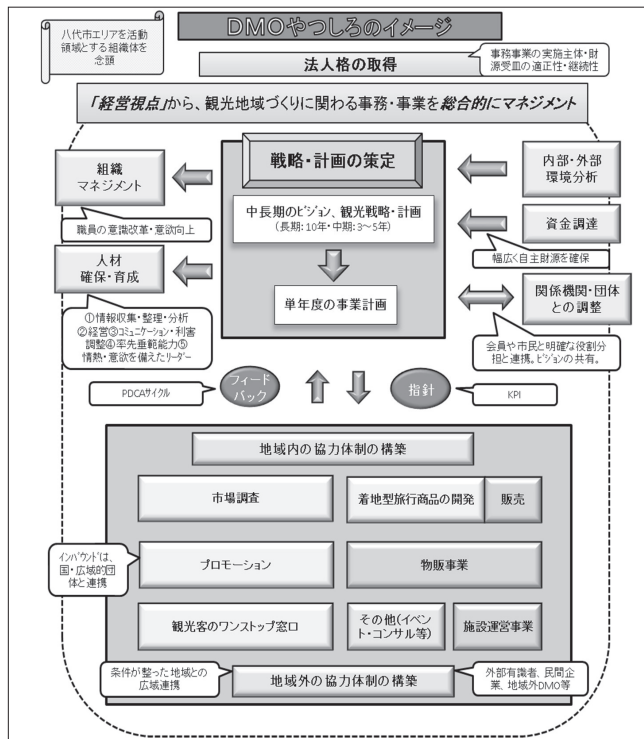 八代市エリアを活動
領域とする組織体を
念頭
DMOやつしろのイメージ
法人格の取得
事務事業の実施主体・財
源受皿の適正性・継続性
「経営視点」から、観光地域づくりに関わる事務・事業を総合的にマネジメント
組織
マネジメント
職員の意識改革・意欲向上
人材
確保・育成
①情報収集・整理・分析
②経営③ｺﾐｭﾆｹｰｼｮﾝ・利害
調整④率先垂範能力⑤
情熱・意欲を備えたリーダー
戦略・計画の策定
中長期のﾋﾞｼﾞｮﾝ、観光戦略・計画
(長期：10年・中期：3～5年)
単年度の事業計画
内部・外部
環境分析
資金調達
幅広く自主財源を確保
関係機関・団体
との調整
会員や市民と明確な役割分
担と連携。ﾋﾞｼﾞｮﾝの共有。
PDCAｻｲｸﾙ
フィード
バック
指針
KPI
地域内の協力体制の構築
市場調査
着地型旅行商品の開発
販売
ｲﾝﾊﾞｳﾝﾄﾞは、
国・広域的団
体と連携
プロモーション
物販事業
観光客のワンストップ窓口
その他(イベン
ト・コンサル等)
施設運営事業
条件が整った地域との
広域連携
地域外の協力体制の構築
外部有識者、民間企
業、地域外DMO等